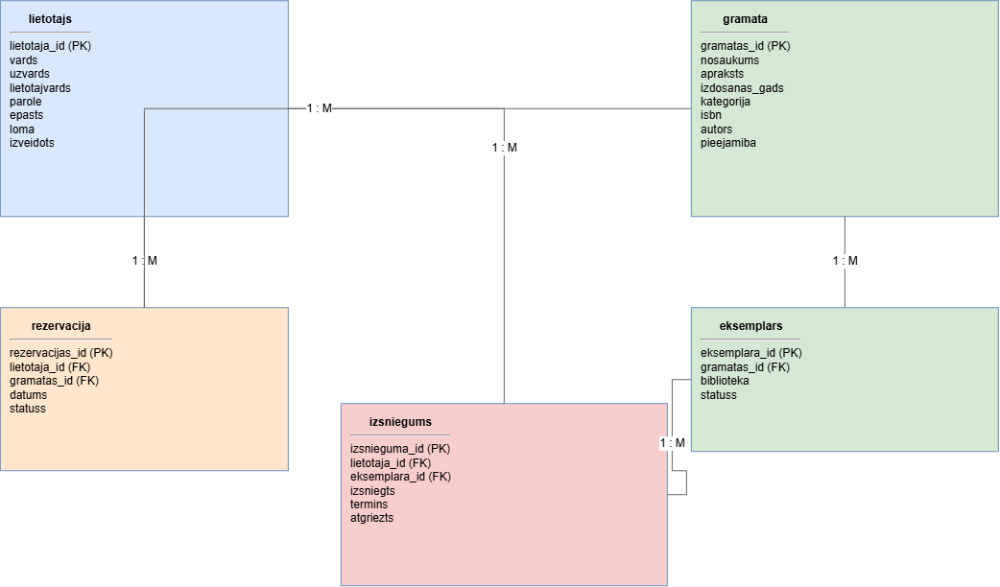 lietotajs
lietotaja_id (PK)
vards
uzvards
lietotajvards
parole
epasts
loma
izveidots
gramata
gramatas_id (PK)
nosaukums
apraksts
izdosanas_gads
kategorija
isbn
autors
pieejamiba
1 : M
1 : M
1 : M
1 : M
rezervacija
rezervacijas_id (PK)
lietotaja_id (FK)
gramatas_id (FK)
datums
statuss
eksemplars
eksemplara_id (PK)
gramatas_id (FK)
biblioteka
statuss
izsniegums
izsnieguma_id (PK)
lietotaja_id (FK)
eksemplara_id (FK)
izsniegts
termins
atgriezts
1 : M